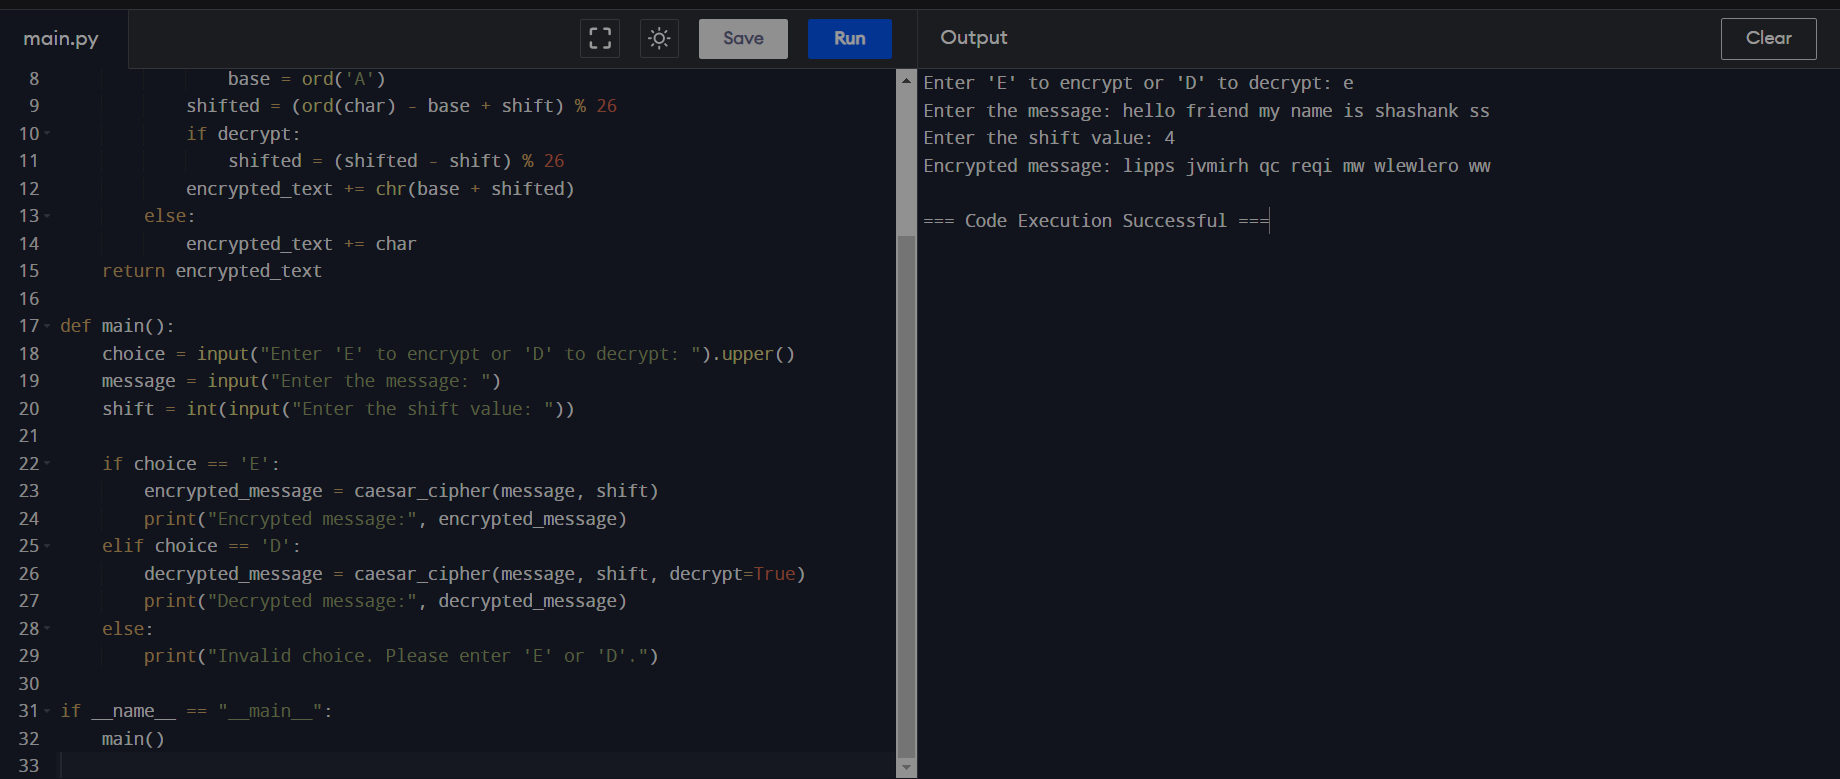 main.py
Save
Run
Output
Clear
8                 base = ord('A')
9             shifted = (ord(char) - base + shift) % 26
10             if decrypt:
11                 shifted = (shifted - shift) % 26
12             encrypted_text += chr(base + shifted)
13         else:
14             encrypted_text += char
15     return encrypted_text
16
17 def main():
18     choice = input("Enter 'E' to encrypt or 'D' to decrypt: ").upper()
19     message = input("Enter the message: ")
20     shift = int(input("Enter the shift value: "))
21
22     if choice == 'E':
23         encrypted_message = caesar_cipher(message, shift)
24         print("Encrypted message:", encrypted_message)
25     elif choice == 'D':
26         decrypted_message = caesar_cipher(message, shift, decrypt=True)
27         print("Decrypted message:", decrypted_message)
28     else:
29         print("Invalid choice. Please enter 'E' or 'D'.")
30
31 if __name__ == "__main__":
32     main()
33
Enter 'E' to encrypt or 'D' to decrypt: e
Enter the message: hello friend my name is shashank ss
Enter the shift value: 4
Encrypted message: lipps jvmirh qc reqi mw wlewlero ww
=== Code Execution Successful ===